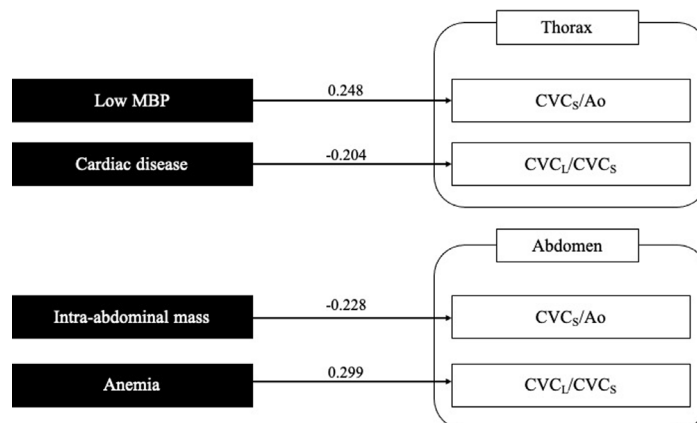 Thorax
Low MBP 0.248 CVCS/Ao
Cardiac disease -0.204 CVCL/CVCS
Abdomen
Intra-abdominal mass -0.228 CVCS/Ao
Anemia 0.299 CVCL/CVCS